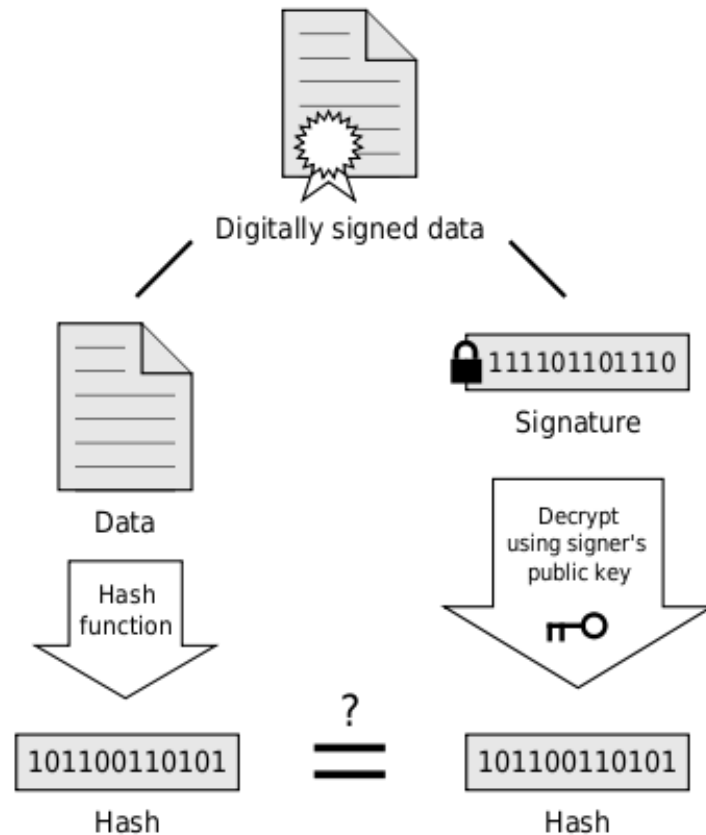 Digitally signed data
111101101110
Signature
Data
Decrypt
using signer's
public key
Hash
function
?
101100110101
101100110101
Hash
Hash